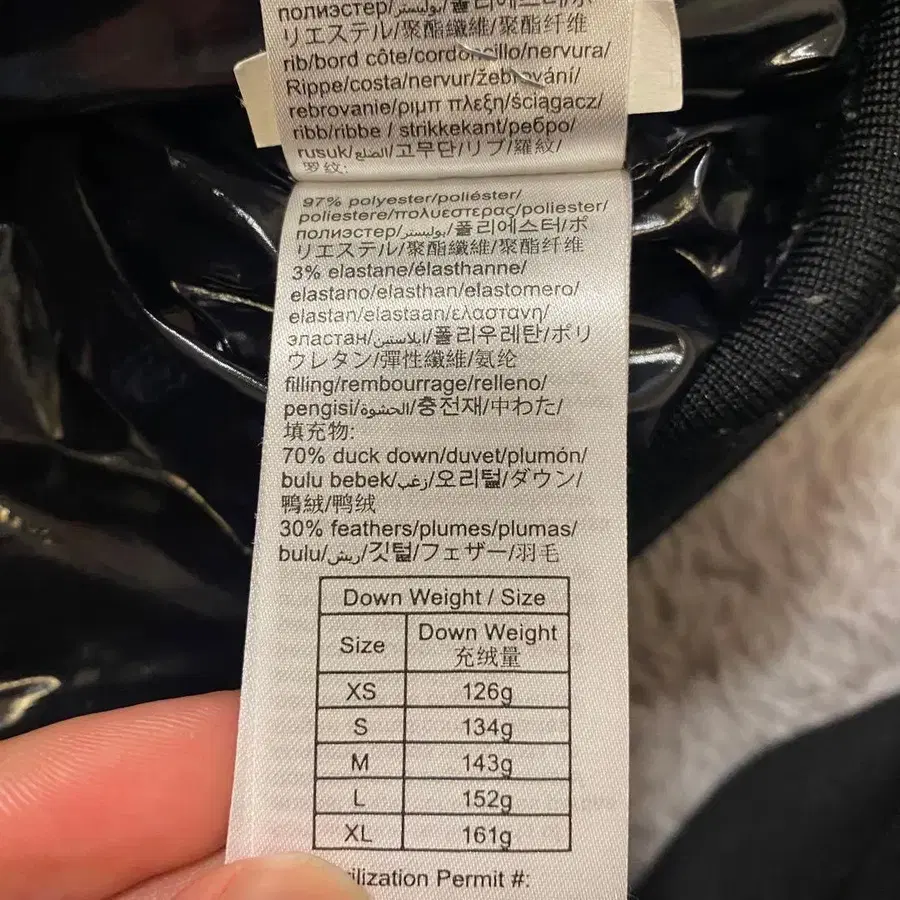 полиэстер/بوليستر/폴리에스테르/ポ
リエステル/聚酯纖維/聚酯纤维
rib/bord côte/cordoncillo/nervura/
Rippe/costa/nervur/žebrování/
rebrovanie/ριμπ πλεξη/ściągacz/
ribb/ribbe / strikkekant/ребро/
rusuk/الضلع/고무단/リブ/羅紋/
罗纹:
97% polyester/poliéster/
poliestere/πολυεστερας/poliester/
полиэстер/بوليستر/폴리에스터/ポ
リエステル/聚酯纖維/聚酯纤维
3% elastane/élasthanne/
elastano/elasthan/elastomero/
elastan/elastaan/ελαστανη/
эластан/ايلاستين/폴리우레탄/ポリ
ウレタン/彈性纖維/氨纶
filling/rembourrage/relleno/
pengisi/الحشوة/충전재/中わた/
填充物:
70% duck down/duvet/plumón/
bulu bebek/زغب/오리털/ダウン/
鴨絨/鸭绒
30% feathers/plumes/plumas/
bulu/ريش/깃털/フェザー/羽毛
Down Weight / Size
Size Down Weight
充绒量
XS 126g
S 134g
M 143g
L 152g
XL 161g
Permit #: